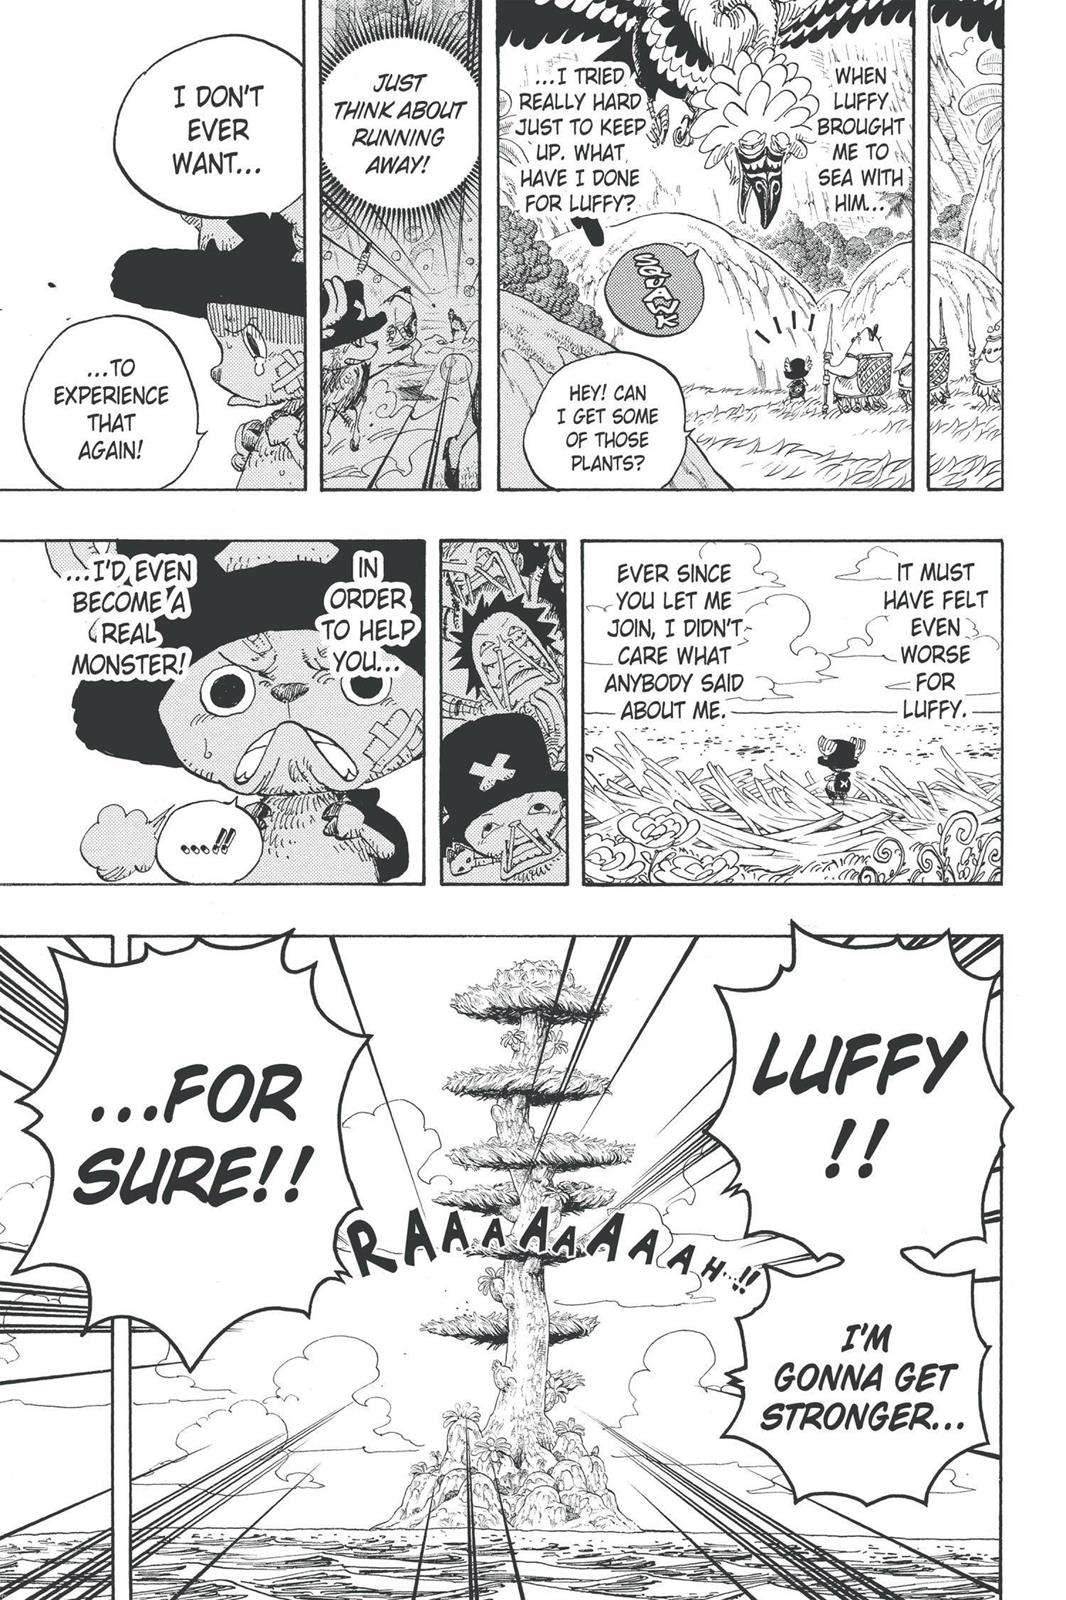 WHEN
LUFFY
BROUGHT
ME TO
SEA WITH
HIM...
...I TRIED
REALLY HARD
JUST TO KEEP
UP. WHAT
HAVE I DONE
FOR LUFFY?
SQUAWK
HEY! CAN
I GET SOME
OF THOSE
PLANTS?
JUST
THINK ABOUT
RUNNING
AWAY!
I DON'T
EVER
WANT...
...TO
EXPERIENCE
THAT
AGAIN!
IT MUST
HAVE FELT
EVEN
WORSE
FOR
LUFFY.
EVER SINCE
YOU LET ME
JOIN, I DIDN'T
CARE WHAT
ANYBODY SAID
ABOUT ME.
IN
ORDER
TO HELP
YOU...
...I'D EVEN
BECOME A
REAL
MONSTER!
...!!
LUFFY
!!
I'M
GONNA GET
STRONGER...
...FOR
SURE!!
RAAAAAAAAH...!!